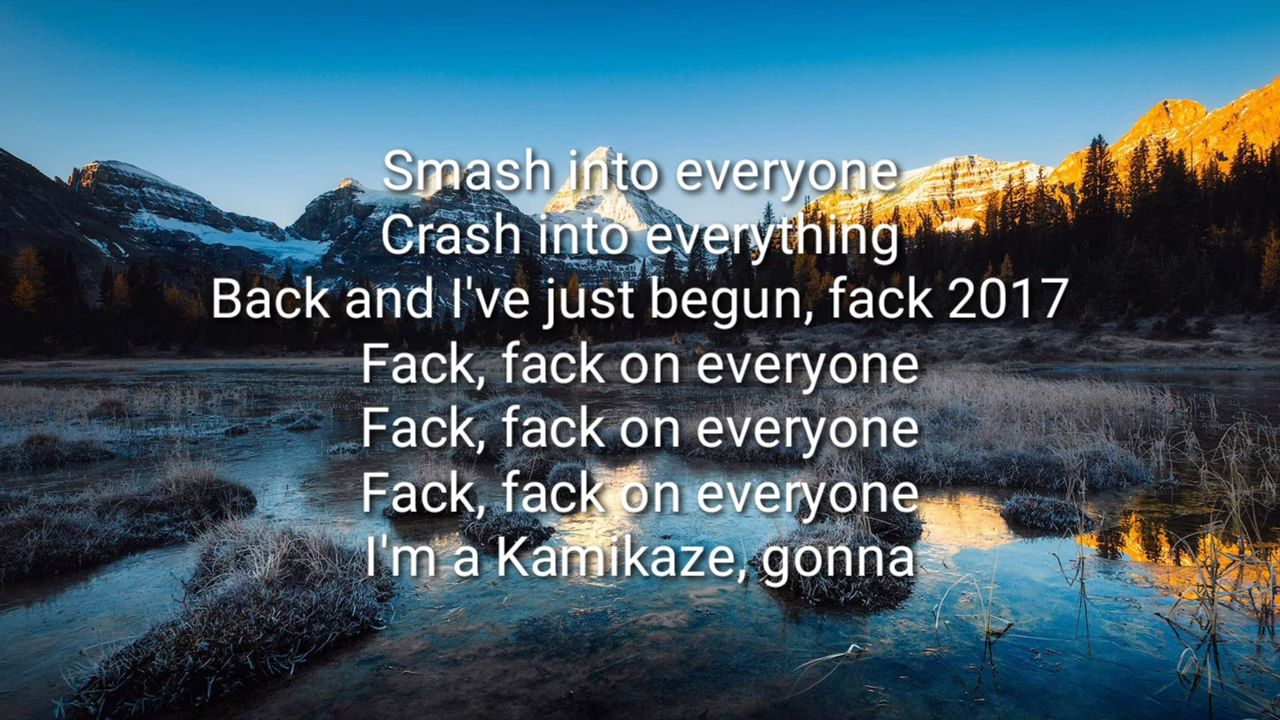 Smash into everyone
Crash into everything
Back and I've just begun, fack 2017
Fack, fack on everyone
Fack, fack on everyone
Fack, fack on everyone
I'm a Kamikaze, gonna